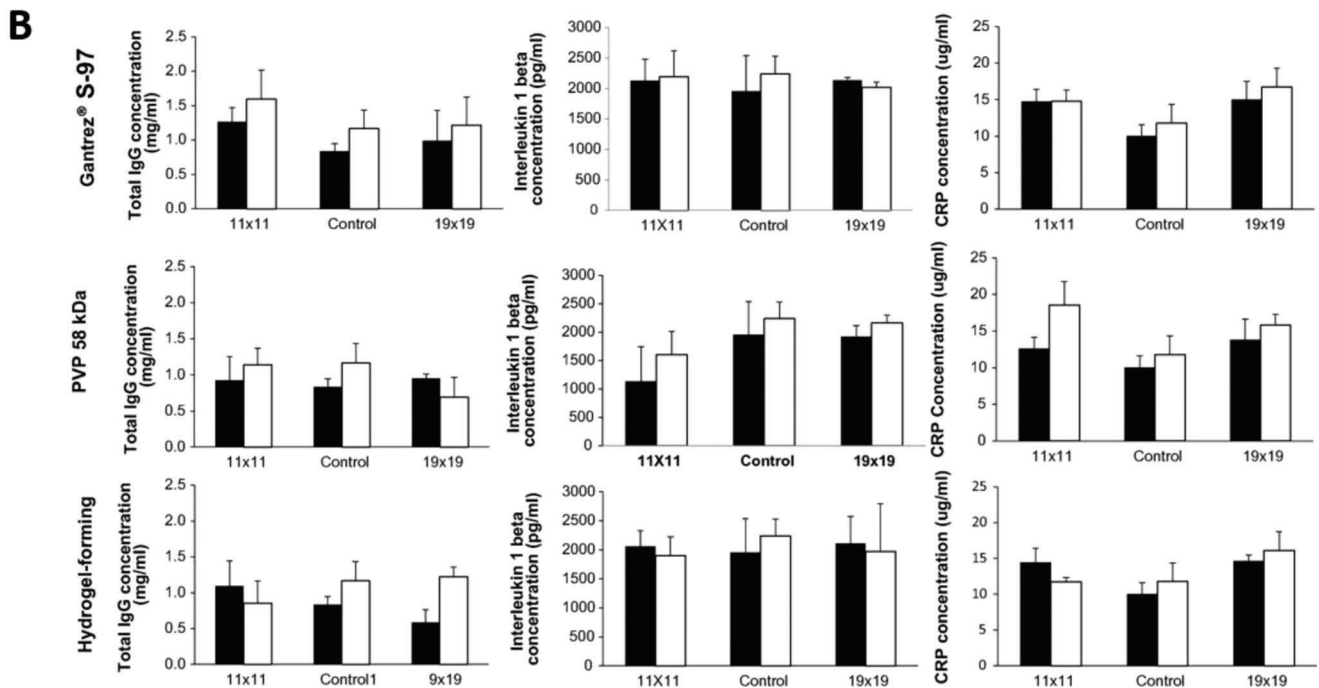 B
Gantrez® S-97
Total IgG concentration
(mg/ml)
2.5
2.0
1.5
1.0
0.5
0.0
11x11 Control 19x19
Interleukin 1 beta
concentration (pg/ml)
3000
2500
2000
1500
1000
500
0
11X11 Control 19x19
CRP concentration (ug/ml)
25
20
15
10
5
0
11x11 Control 19x19
PVP 58 kDa
Total IgG concentration
(mg/ml)
2.5
2.0
1.5
1.0
0.5
0.0
11x11 Control 19x19
Interleukin 1 beta
concentration (pg/ml)
3000
2500
2000
1500
1000
500
0
11X11 Control 19x19
CRP Concentration (ug/ml)
25
20
15
10
5
0
11x11 Control 19x19
Hydrogel-forming
Total IgG concentration
(mg/ml)
2.5
2.0
1.5
1.0
0.5
0.0
11x11 Control1 9x19
Interleukin 1 beta
concentration (pg/ml)
3000
2500
2000
1500
1000
500
0
11X11 Control 19x19
CRP concentration (ug/ml)
25
20
15
10
5
0
11x11 Control 19x19